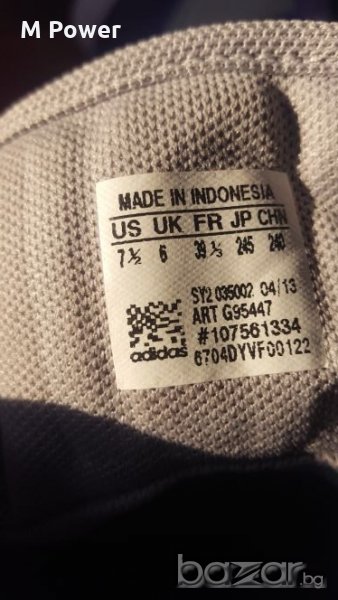 M Power
MADE IN INDONESIA
US UK FR JP CHN
7½ 6 39⅓ 245 240
SY2 035002 04/13
ART G95447
#107561334
adidas 6704DYVF00122
bazar.bg